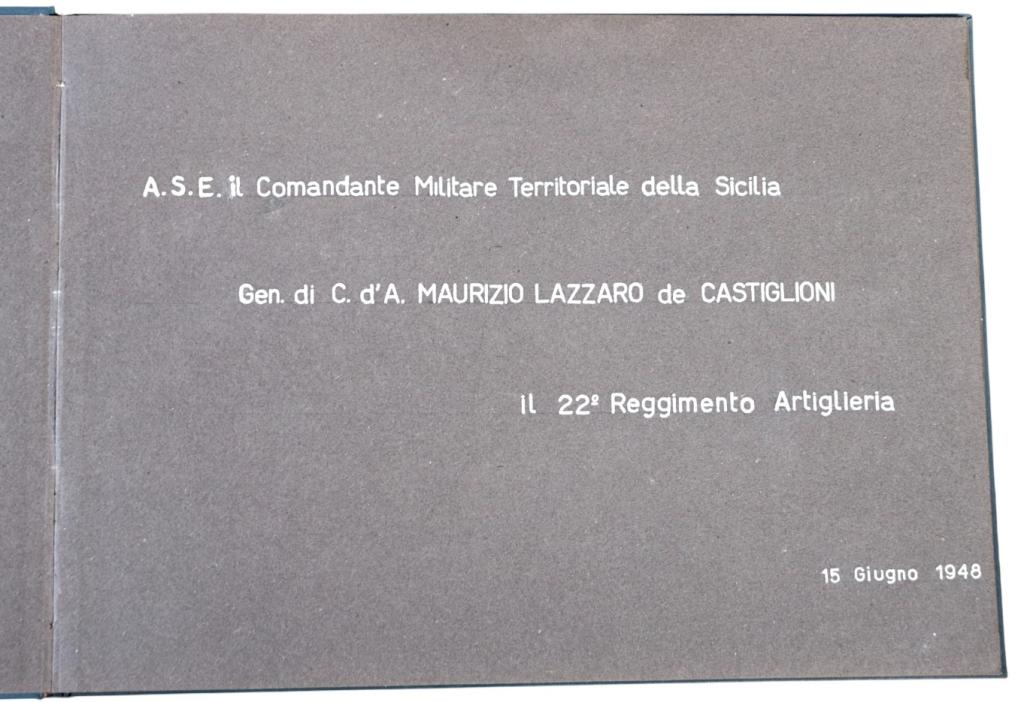 A.S.E. il Comandante Militare Territoriale della Sicilia
Gen. di C. d'A. MAURIZIO LAZZARO de CASTIGLIONI
il 22º Reggimento Artiglieria
15 Giugno 1948